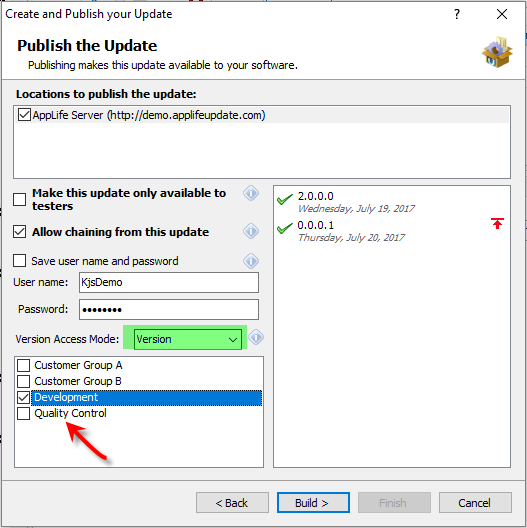 Create and Publish your Update
Publish the Update
Publishing makes this update available to your software.
Locations to publish the update:
AppLife Server (http://demo.applifeupdate.com)
Make this update only available to
testers
Allow chaining from this update
Save user name and password
User name: KjsDemo
Password: ••••••••
Version Access Mode: Version
Customer Group A
Customer Group B
Development
Quality Control
2.0.0.0
Wednesday, July 19, 2017
0.0.0.1
Thursday, July 20, 2017
< Back
Build >
Finish
Cancel